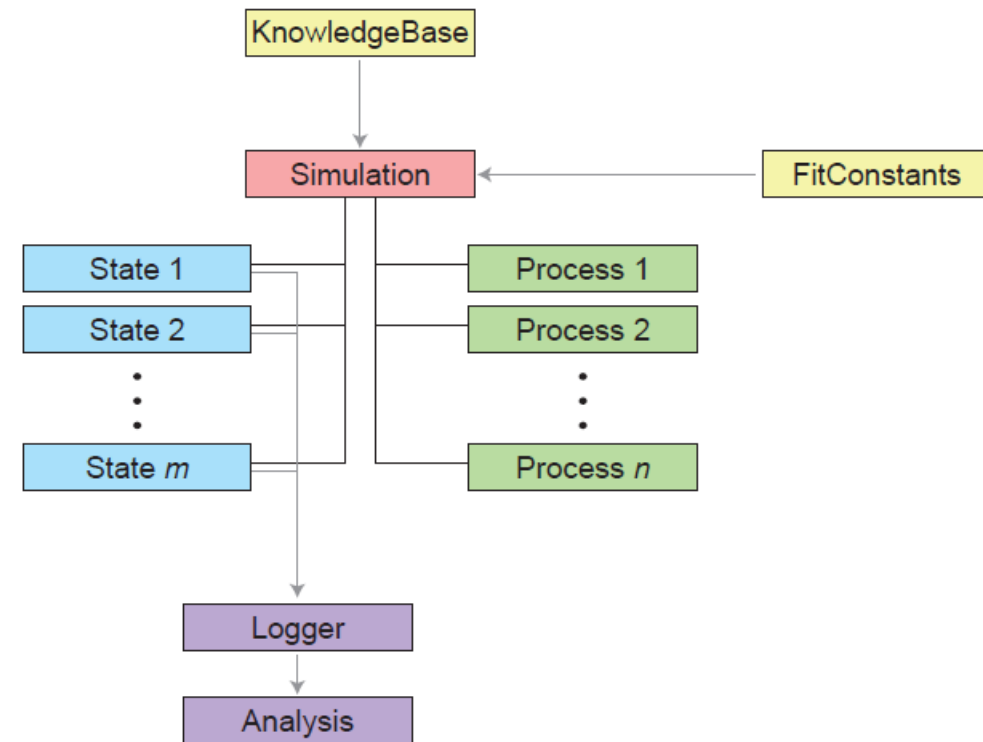 KnowledgeBase
Simulation
FitConstants
State 1
Process 1
State 2
Process 2
State m
Process n
Logger
Analysis